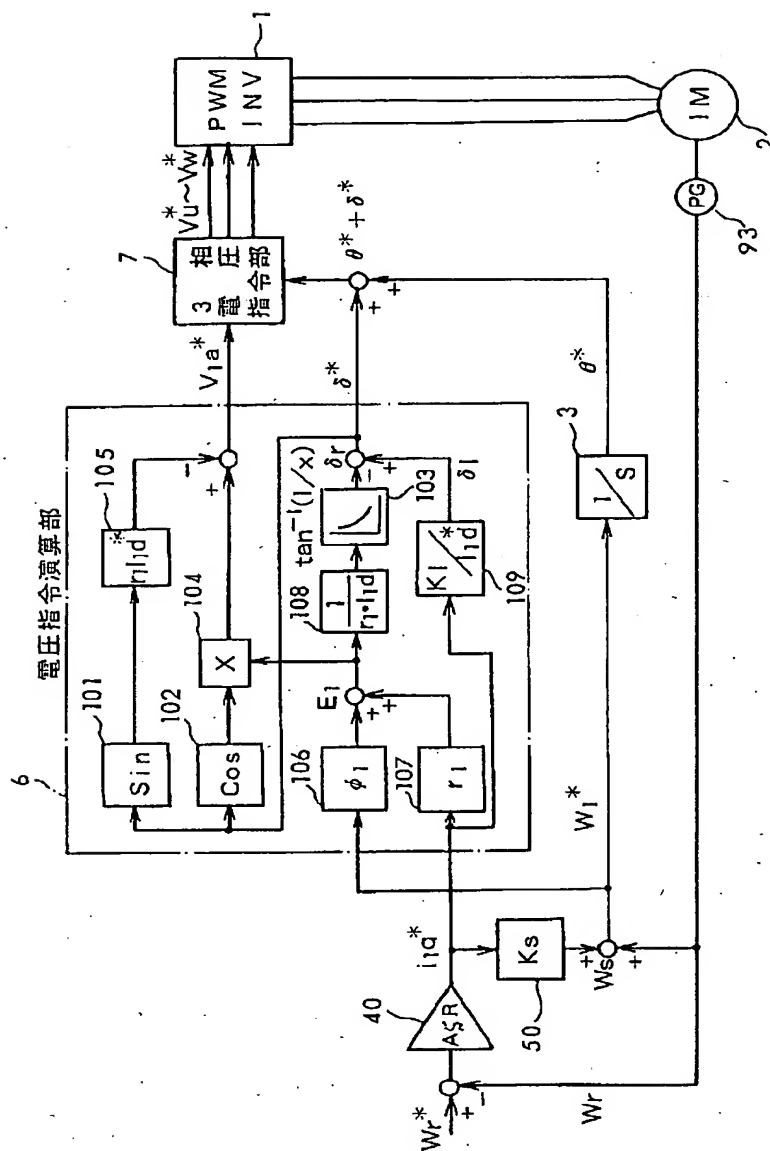 電圧指令演算部
6
101
Sin
105
r₁I₁d*
-
+
V₁a*
7
3相
電圧
指令部
Vu*~Vw*
PWM
INV
1
102
Cos
104
X
108
1/r₁•I₁d
tan⁻¹(1/x)
103
δr
-
+
δ*
+
+
θ*+δ*
106
φ₁
E₁
+
+
107
r₁
K₁/I₁d*
109
δ₁
3
1/S
θ*
W₁*
i₁q*
40
50
Ks
Ws
+
+
Wr*
+
-
Wr
PG
93
IM
2